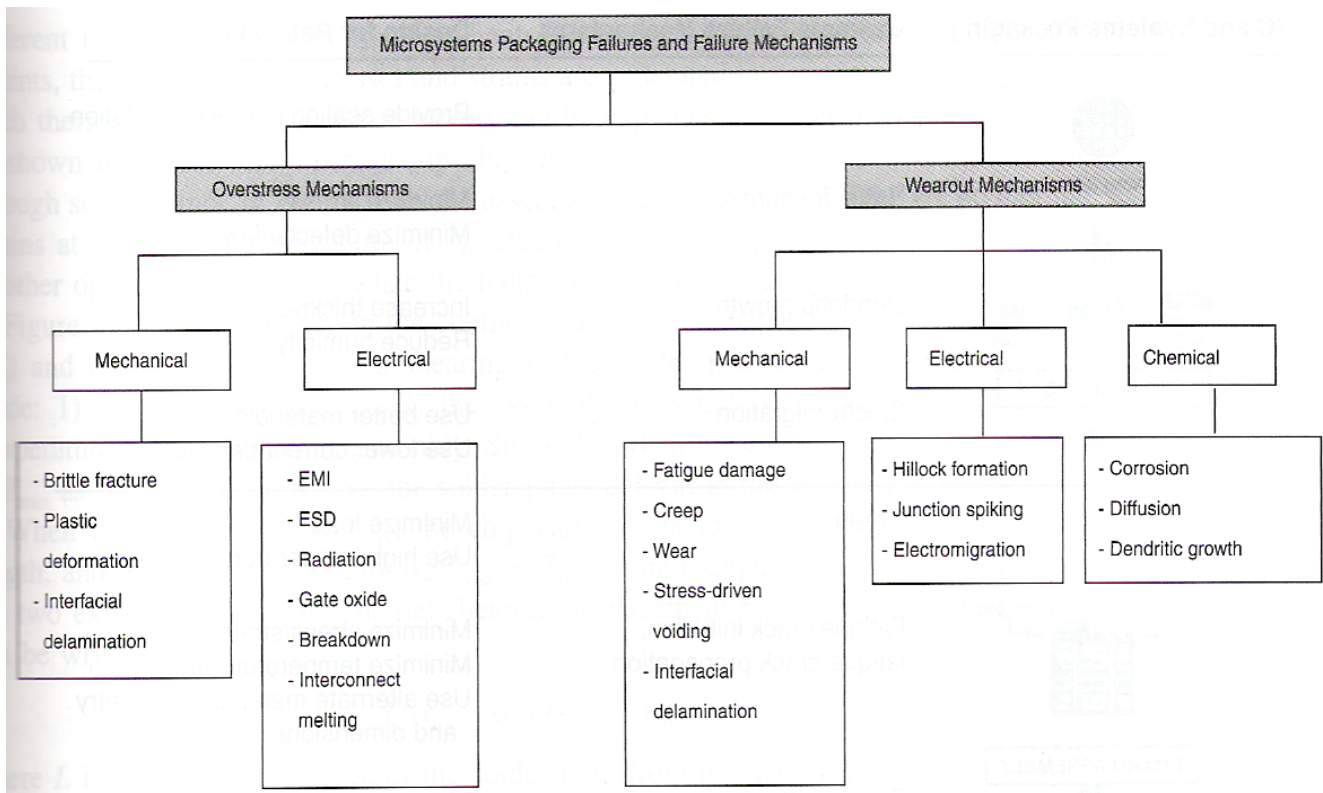 Microsystems Packaging Failures and Failure Mechanisms
Overstress Mechanisms
Wearout Mechanisms
Mechanical
Electrical
Mechanical
Electrical
Chemical
- Brittle fracture
- Plastic
deformation
- Interfacial
delamination
- EMI
- ESD
- Radiation
- Gate oxide
- Breakdown
- Interconnect
melting
- Fatigue damage
- Creep
- Wear
- Stress-driven
voiding
- Interfacial
delamination
- Hillock formation
- Junction spiking
- Electromigration
- Corrosion
- Diffusion
- Dendritic growth